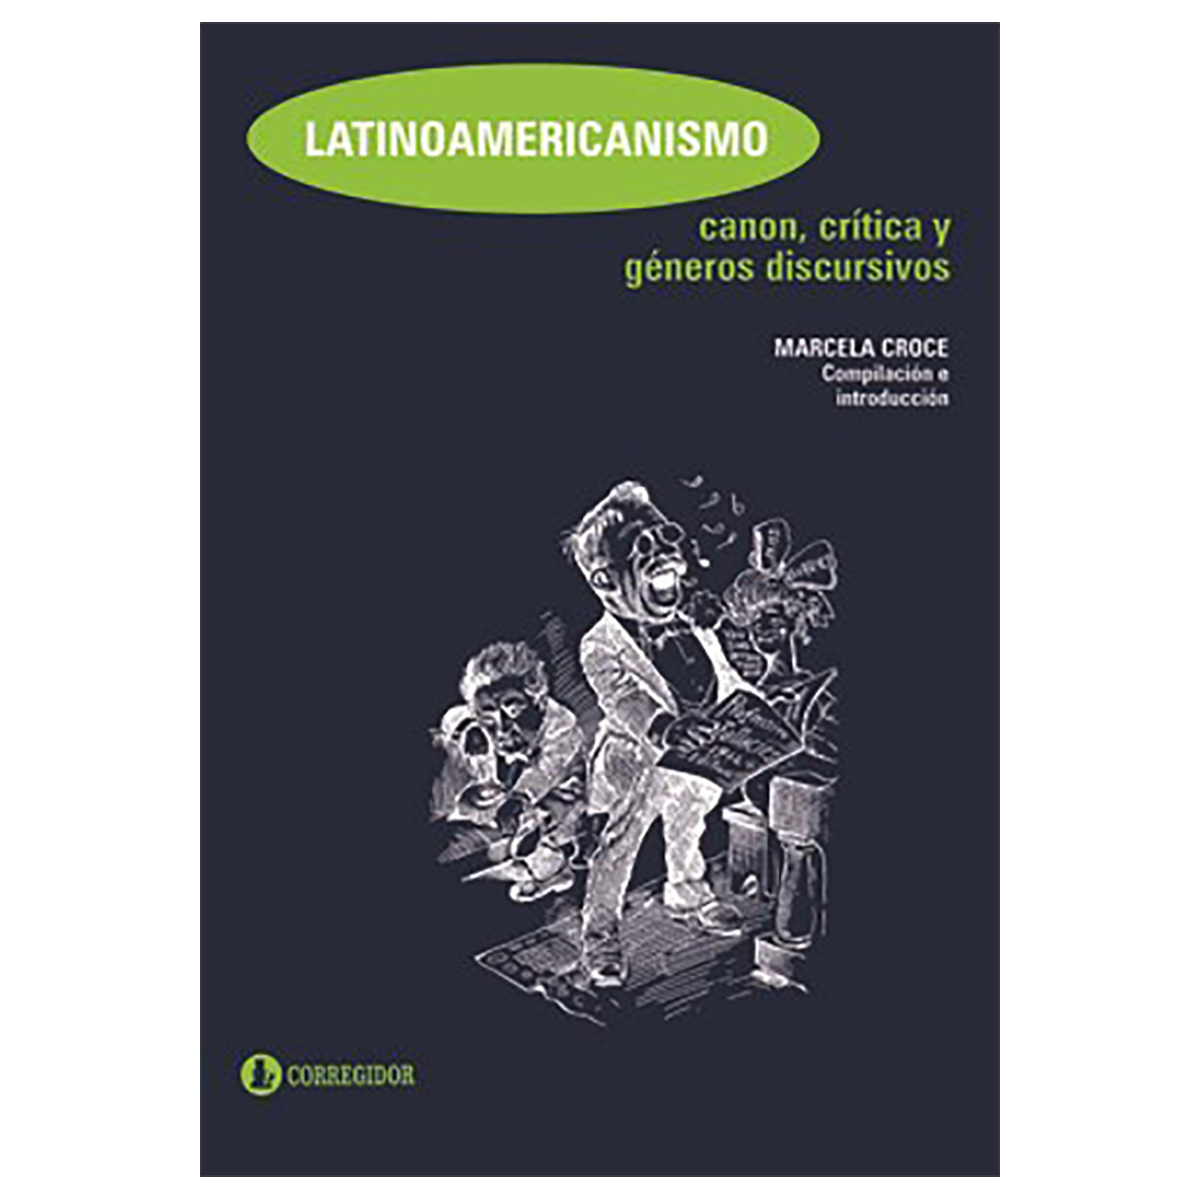 LATINOAMERICANISMO
canon, crítica y
géneros discursivos
MARCELA CROCE
Compilación e
introducción
CORREGIDOR